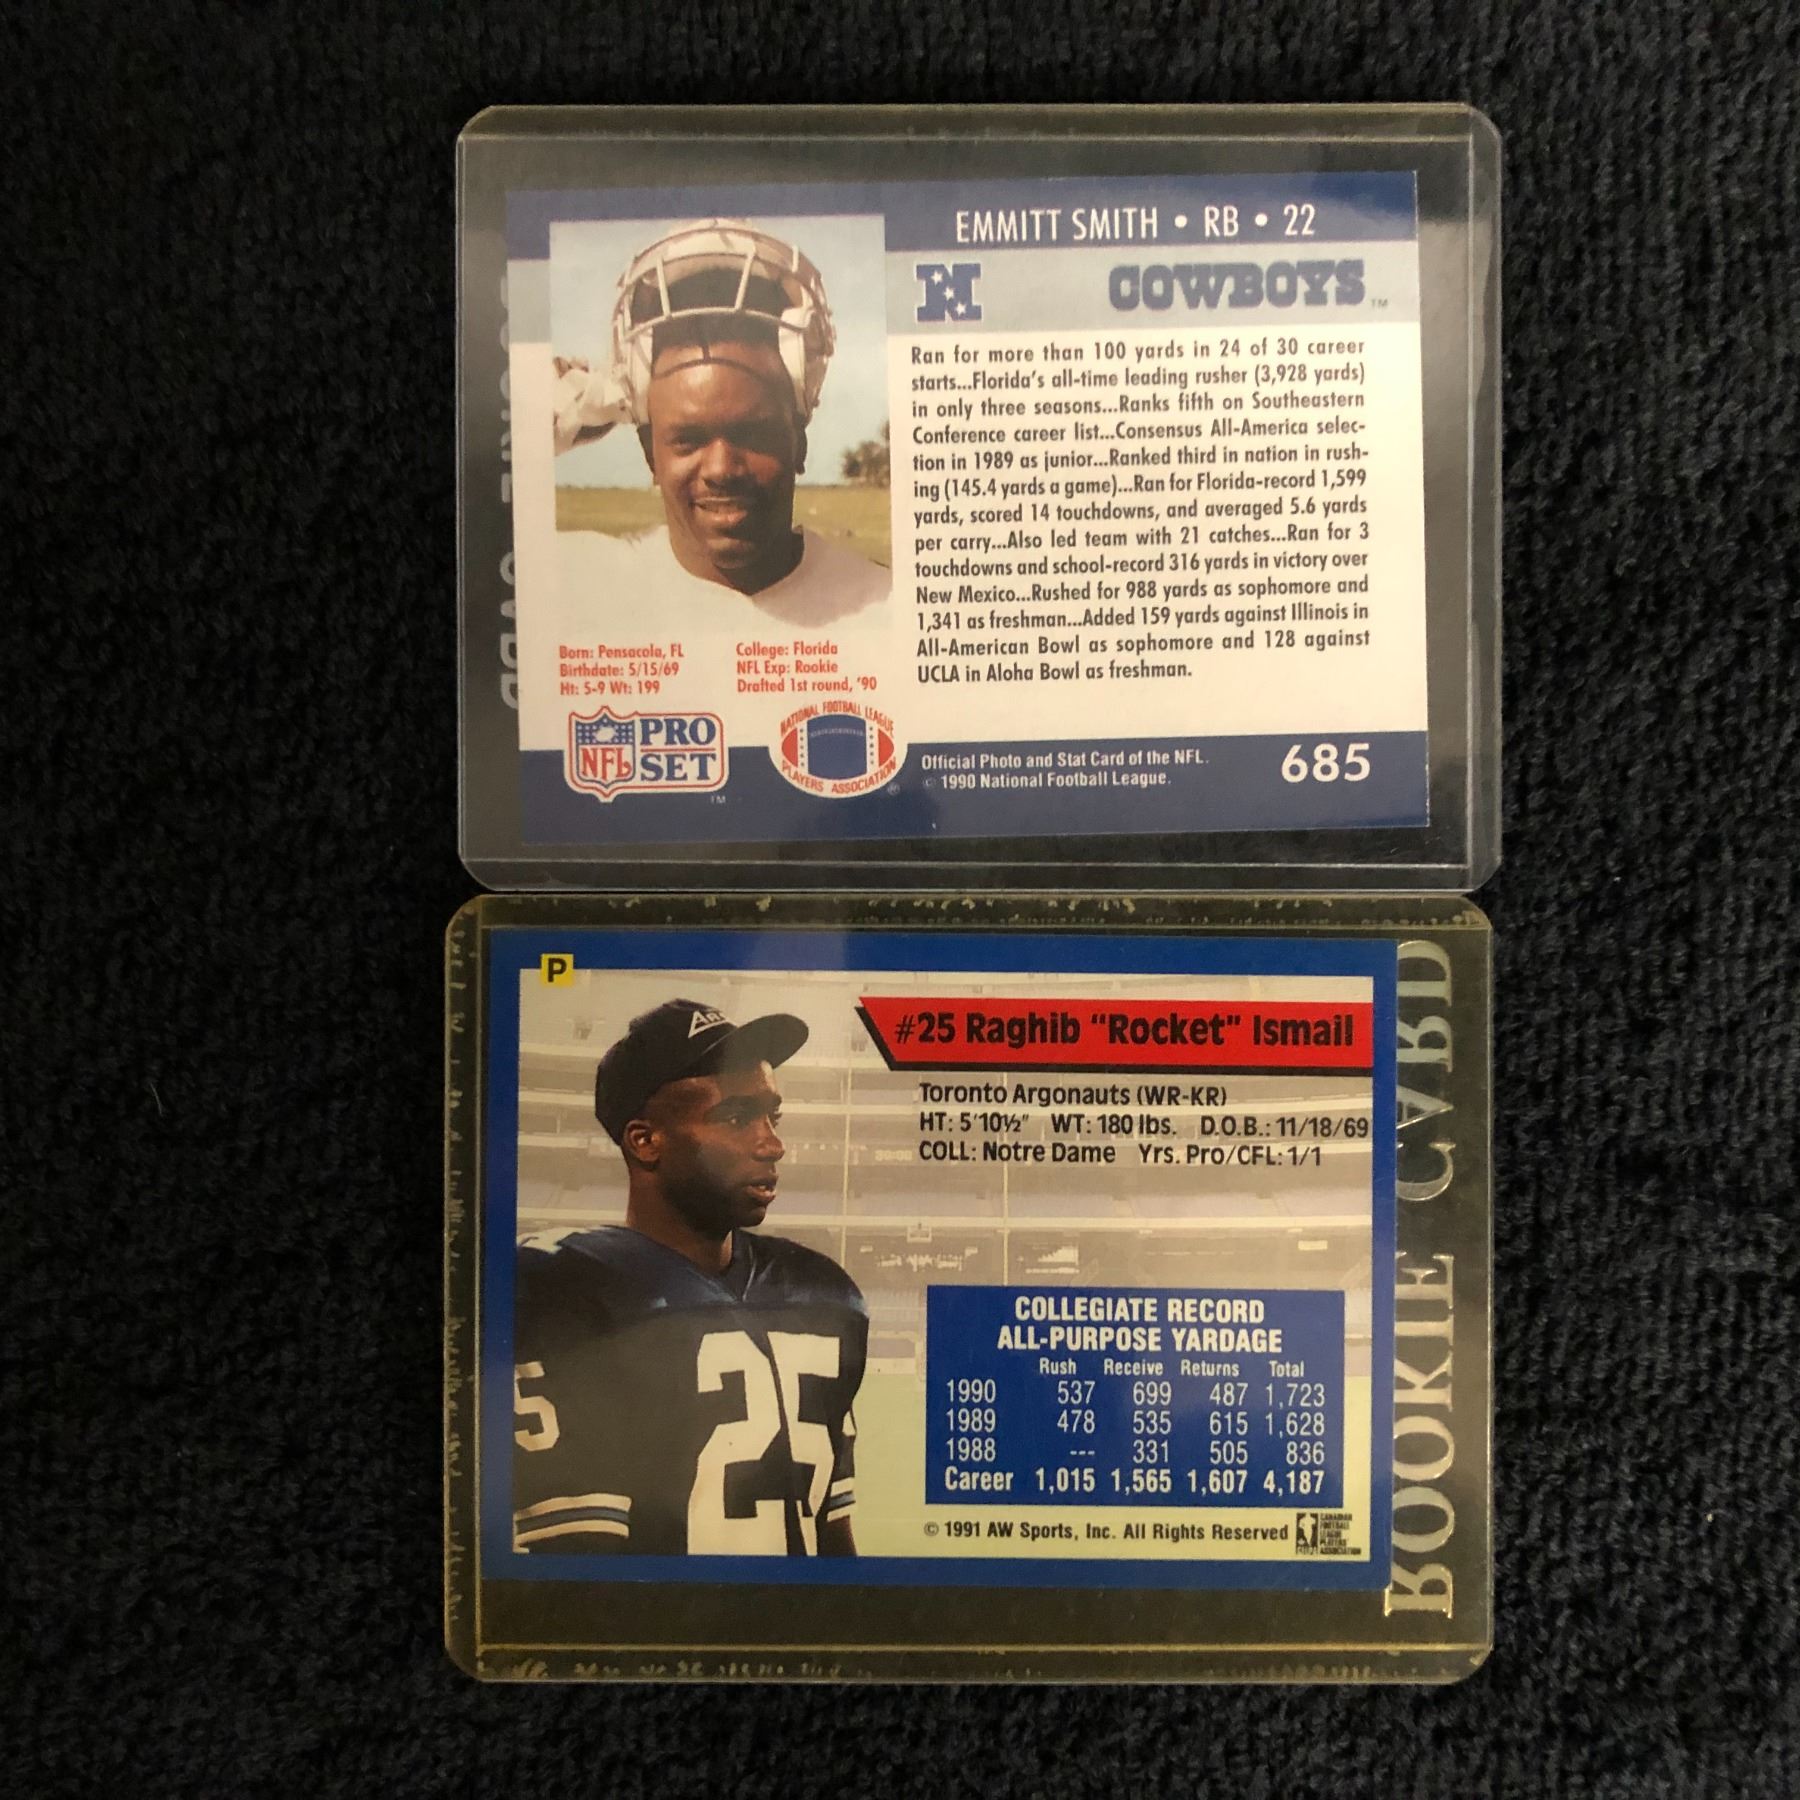 EMMITT SMITH • RB • 22
COWBOYS™
Ran for more than 100 yards in 24 of 30 career
starts...Florida's all-time leading rusher (3,928 yards)
in only three seasons...Ranks fifth on Southeastern
Conference career list...Consensus All-America selec-
tion in 1989 as junior...Ranked third in nation in rush-
ing (145.4 yards a game)...Ran for Florida-record 1,599
yards, scored 14 touchdowns, and averaged 5.6 yards
per carry...Also led team with 21 catches...Ran for 3
touchdowns and school-record 316 yards in victory over
New Mexico...Rushed for 988 yards as sophomore and
1,341 as freshman...Added 159 yards against Illinois in
All-American Bowl as sophomore and 128 against
UCLA in Aloha Bowl as freshman.
Born: Pensacola, FL
Birthdate: 5/15/69
Ht: 5-9 Wt: 199
College: Florida
NFL Exp: Rookie
Drafted 1st round, '90
NFL PRO SET™
NATIONAL FOOTBALL LEAGUE
PLAYERS ASSOCIATION®
Official Photo and Stat Card of the NFL.
© 1990 National Football League.
685
ROOKIE CARD
P
#25 Raghib "Rocket" Ismail
Toronto Argonauts (WR-KR)
HT: 5'10½" WT: 180 lbs. D.O.B.: 11/18/69
COLL: Notre Dame Yrs. Pro/CFL: 1/1
25
5
COLLEGIATE RECORD
ALL-PURPOSE YARDAGE
Rush Receive Returns Total
1990 537 699 487 1,723
1989 478 535 615 1,628
1988 --- 331 505 836
Career 1,015 1,565 1,607 4,187
© 1991 AW Sports, Inc. All Rights Reserved
CANADIAN
FOOTBALL
LEAGUE
PLAYERS'
ASSOCIATION
ROOKIE CARD